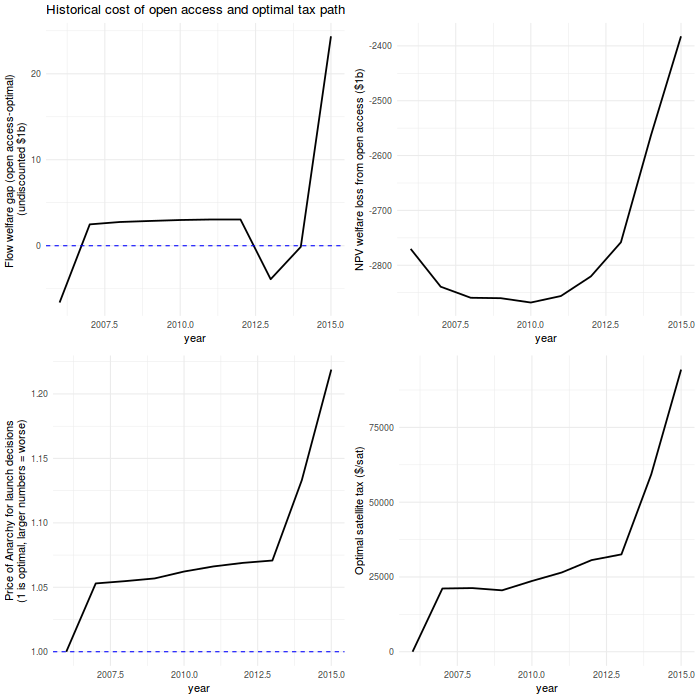 Historical cost of open access and optimal tax path
Flow welfare gap (open access-optimal)
(undiscounted $1b)
20
10
0
2007.5 2010.0 2012.5 2015.0
year
NPV welfare loss from open access ($1b)
-2400
-2500
-2600
-2700
-2800
2007.5 2010.0 2012.5 2015.0
year
Price of Anarchy for launch decisions
(1 is optimal, larger numbers = worse)
1.20
1.15
1.10
1.05
1.00
2007.5 2010.0 2012.5 2015.0
year
Optimal satellite tax ($/sat)
75000
50000
25000
0
2007.5 2010.0 2012.5 2015.0
year